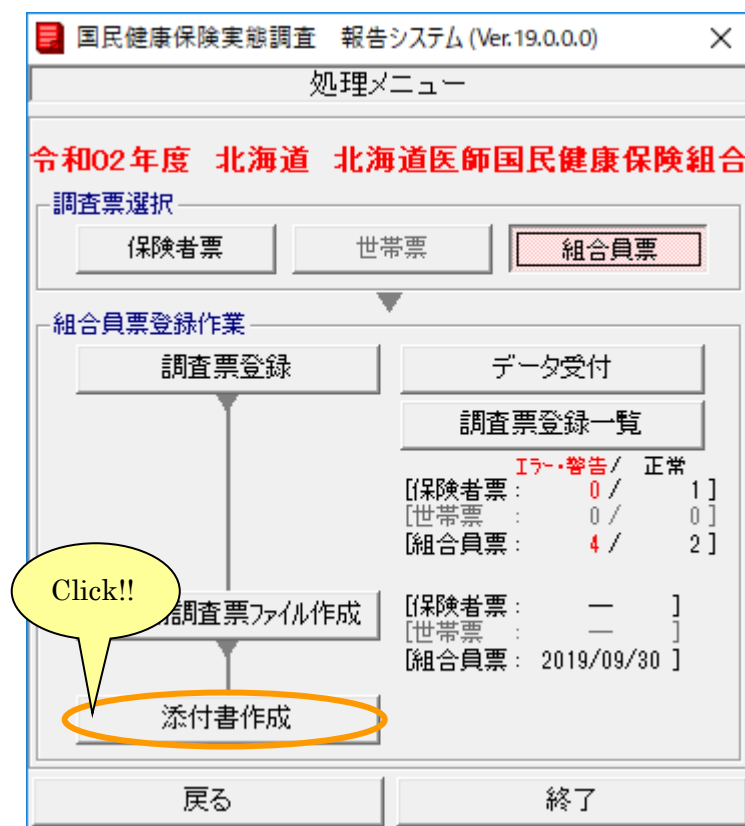 国民健康保険実態調査　報告システム (Ver.19.0.0.0)
処理メニュー
令和02年度　北海道　北海道医師国民健康保険組合
調査票選択
保険者票
世帯票
組合員票
組合員票登録作業
調査票登録
データ受付
調査票登録一覧
エラー・警告/　正常
[保険者票： 0 / 1 ]
[世帯票　： 0 / 0 ]
[組合員票： 4 / 2 ]
Click!!
調査票ファイル作成
[保険者票： ― ]
[世帯票　： ― ]
[組合員票： 2019/09/30 ]
添付書作成
戻る
終了